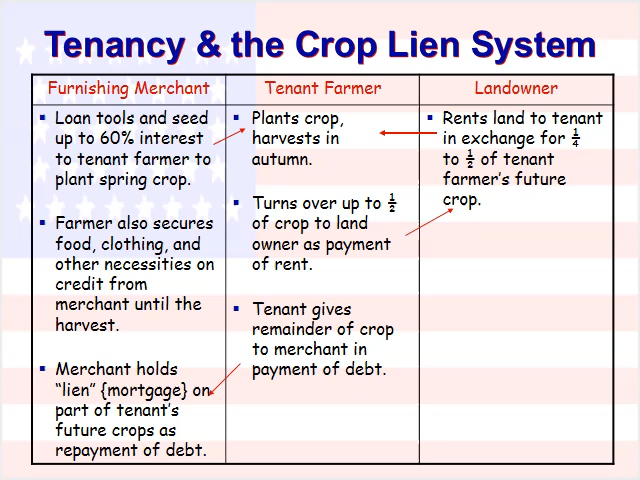 Tenancy & the Crop Lien System
Furnishing Merchant
Tenant Farmer
Landowner
▪ Loan tools and seed
up to 60% interest
to tenant farmer to
plant spring crop.
▪ Farmer also secures
food, clothing, and
other necessities on
credit from
merchant until the
harvest.
▪ Merchant holds
“lien” {mortgage} on
part of tenant’s
future crops as
repayment of debt.
▪ Plants crop,
harvests in
autumn.
▪ Turns over up to ½
of crop to land
owner as payment
of rent.
▪ Tenant gives
remainder of crop
to merchant in
payment of debt.
▪ Rents land to tenant
in exchange for ¼
to ½ of tenant
farmer’s future
crop.